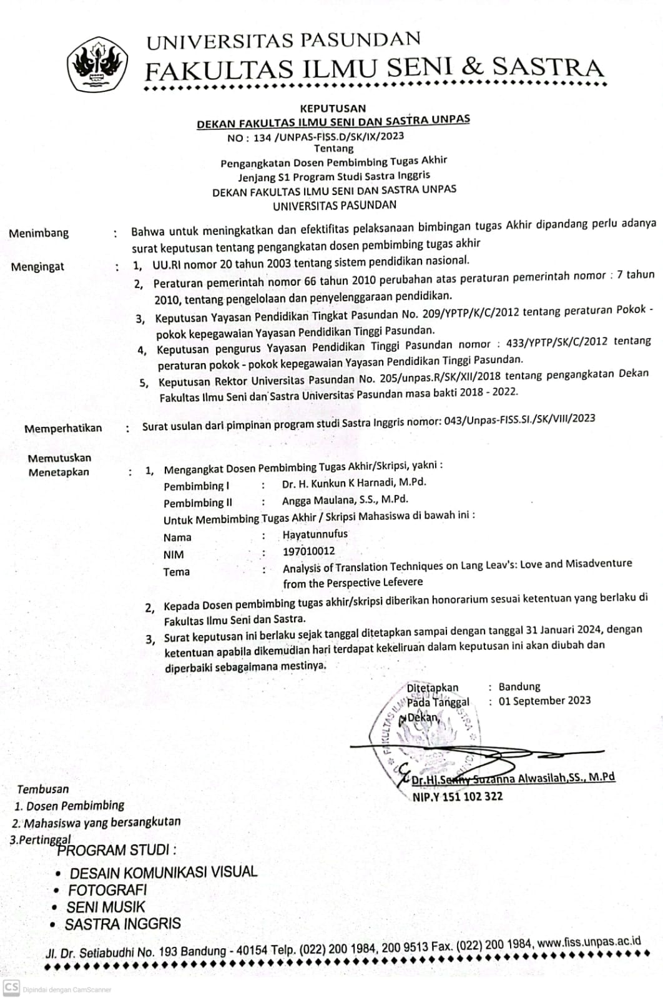 UNIVERSITAS PASUNDAN
FAKULTAS ILMU SENI & SASTRA
KEPUTUSAN
DEKAN FAKULTAS ILMU SENI DAN SASTRA UNPAS
NO : 134 /UNPAS-FISS.D/SK/IX/2023
Tentang
Pengangkatan Dosen Pembimbing Tugas Akhir
Jenjang S1 Program Studi Sastra Inggris
DEKAN FAKULTAS ILMU SENI DAN SASTRA UNPAS
UNIVERSITAS PASUNDAN
Menimbang : Bahwa untuk meningkatkan dan efektifitas pelaksanaan bimbingan tugas Akhir dipandang perlu adanya
surat keputusan tentang pengangkatan dosen pembimbing tugas akhir
Mengingat : 1, UU.RI nomor 20 tahun 2003 tentang sistem pendidikan nasional.
2, Peraturan pemerintah nomor 66 tahun 2010 perubahan atas peraturan pemerintah nomor : 7 tahun
2010, tentang pengelolaan dan penyelenggaraan pendidikan.
3, Keputusan Yayasan Pendidikan Tingkat Pasundan No. 209/YPTP/K/C/2012 tentang peraturan Pokok -
pokok kepegawaian Yayasan Pendidikan Tinggi Pasundan.
4, Keputusan pengurus Yayasan Pendidikan Tinggi Pasundan nomor : 433/YPTP/SK/C/2012 tentang
peraturan pokok - pokok kepegawaian Yayasan Pendidikan Tinggi Pasundan.
5, Keputusan Rektor Universitas Pasundan No. 205/unpas.R/SK/XII/2018 tentang pengangkatan Dekan
Fakultas Ilmu Seni dan Sastra Universitas Pasundan masa bakti 2018 - 2022.
Memperhatikan : Surat usulan dari pimpinan program studi Sastra Inggris nomor: 043/Unpas-FISS.SI./SK/VIII/2023
Memutuskan
Menetapkan : 1, Mengangkat Dosen Pembimbing Tugas Akhir/Skripsi, yakni :
Pembimbing I : Dr. H. Kunkun K Harnadi, M.Pd.
Pembimbing II : Angga Maulana, S.S., M.Pd.
Untuk Membimbing Tugas Akhir / Skripsi Mahasiswa di bawah ini :
Nama : Hayatunnufus
NIM : 197010012
Tema : Analysis of Translation Techniques on Lang Leav's: Love and Misadventure
from the Perspective Lefevere
2, Kepada Dosen pembimbing tugas akhir/skripsi diberikan honorarium sesuai ketentuan yang berlaku di
Fakultas Ilmu Seni dan Sastra.
3, Surat keputusan ini berlaku sejak tanggal ditetapkan sampai dengan tanggal 31 Januari 2024, dengan
ketentuan apabila dikemudian hari terdapat kekeliruan dalam keputusan ini akan diubah dan
diperbaiki sebagaimana mestinya.
Ditetapkan : Bandung
Pada Tanggal : 01 September 2023
Dekan,
Dr.Hj.Senny Suzanna Alwasilah,SS., M.Pd
NIP.Y 151 102 322
Tembusan
1. Dosen Pembimbing
2. Mahasiswa yang bersangkutan
3.Pertinggal
PROGRAM STUDI :
• DESAIN KOMUNIKASI VISUAL
• FOTOGRAFI
• SENI MUSIK
• SASTRA INGGRIS
Jl. Dr. Setiabudhi No. 193 Bandung - 40154 Telp. (022) 200 1984, 200 9513 Fax. (022) 200 1984, www.fiss.unpas.ac.id
CS Dipindai dengan CamScanner